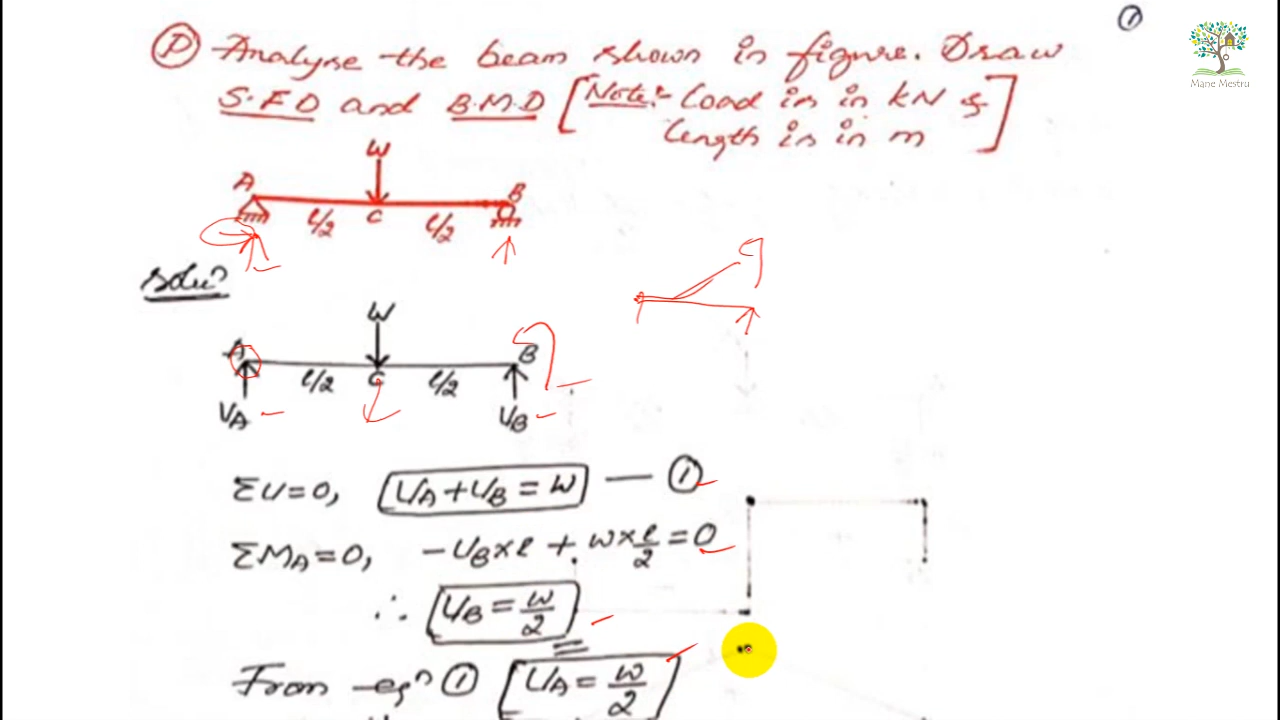 ①
Mane Mestru
Ⓟ Analyse the beam shown in figure. Draw
S.F.D and B.M.D [Note:- Load is in kN &
length is in m]
W
A B
l/2 C l/2
Solun
W
A B
l/2 C l/2
VA VB
ΣV=0, VA+VB = W — ①
ΣMA=0, -VB×l + W×l/2 = 0
∴ VB = W/2
From eqn ① VA = W/2